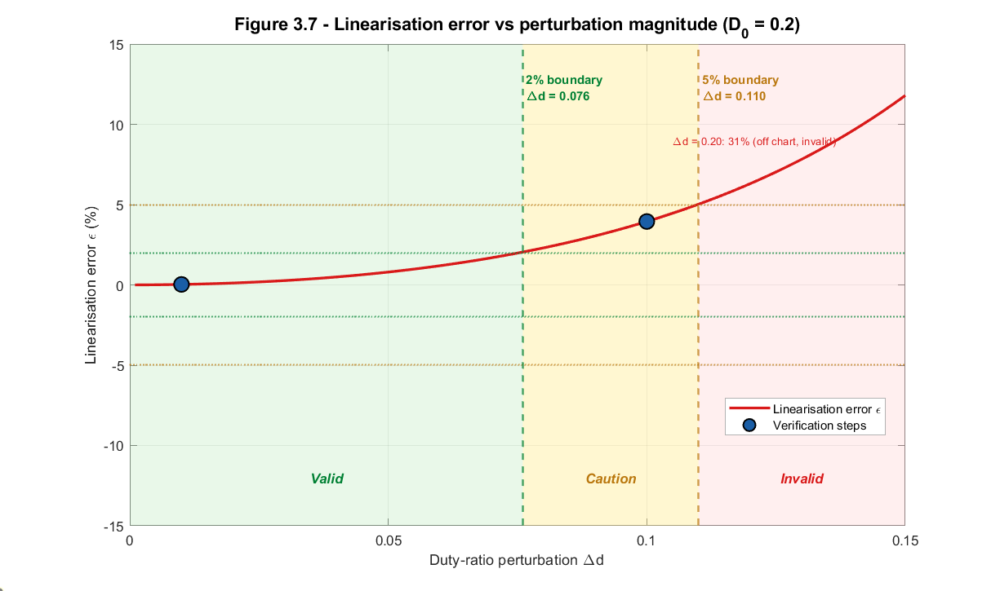 Figure 3.7 - Linearisation error vs perturbation magnitude (D₀ = 0.2)
15
10
5
0
-5
-10
-15
Linearisation error ϵ (%)
2% boundary
Δd = 0.076
5% boundary
Δd = 0.110
Δd = 0.20: 31% (off chart, invalid)
Linearisation error ϵ
Verification steps
Valid
Caution
Invalid
0
0.05
0.1
0.15
Duty-ratio perturbation Δd